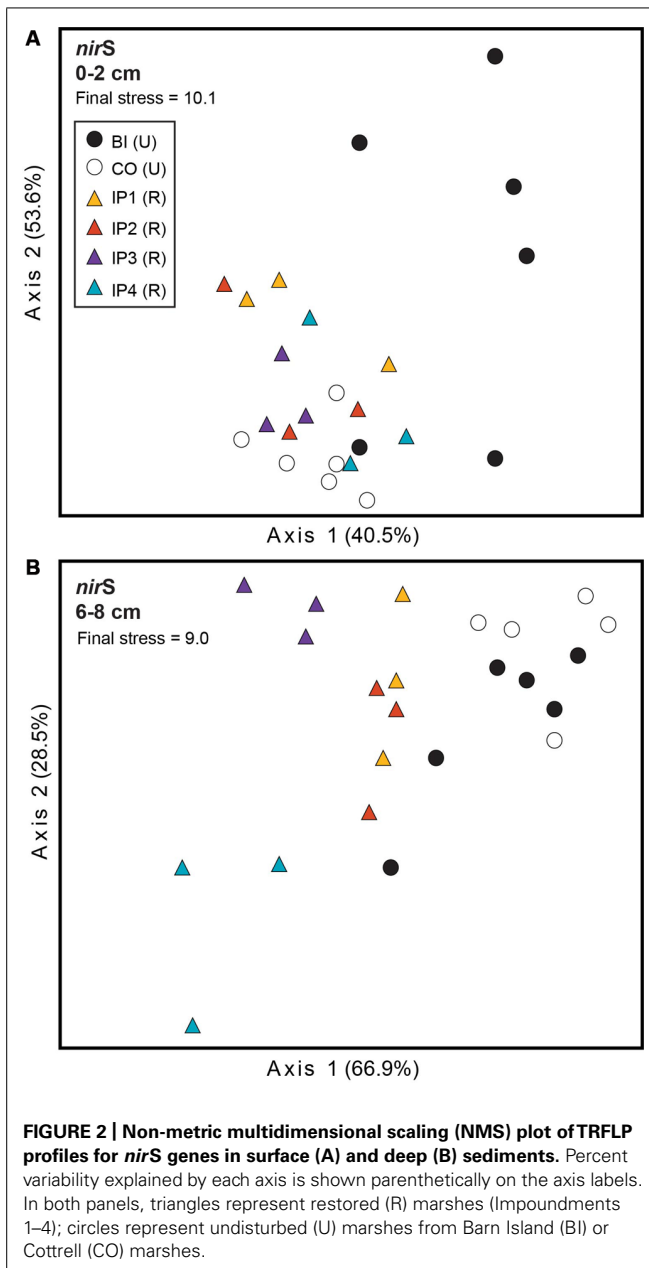 A
nirS
0-2 cm
Final stress = 10.1
BI (U)
CO (U)
IP1 (R)
IP2 (R)
IP3 (R)
IP4 (R)
Axis 2 (53.6%)
Axis 1 (40.5%)
B
nirS
6-8 cm
Final stress = 9.0
Axis 2 (28.5%)
Axis 1 (66.9%)
FIGURE 2 | Non-metric multidimensional scaling (NMS) plot of TRFLP
profiles for nirS genes in surface (A) and deep (B) sediments. Percent
variability explained by each axis is shown parenthetically on the axis labels.
In both panels, triangles represent restored (R) marshes (Impoundments
1–4); circles represent undisturbed (U) marshes from Barn Island (BI) or
Cottrell (CO) marshes.